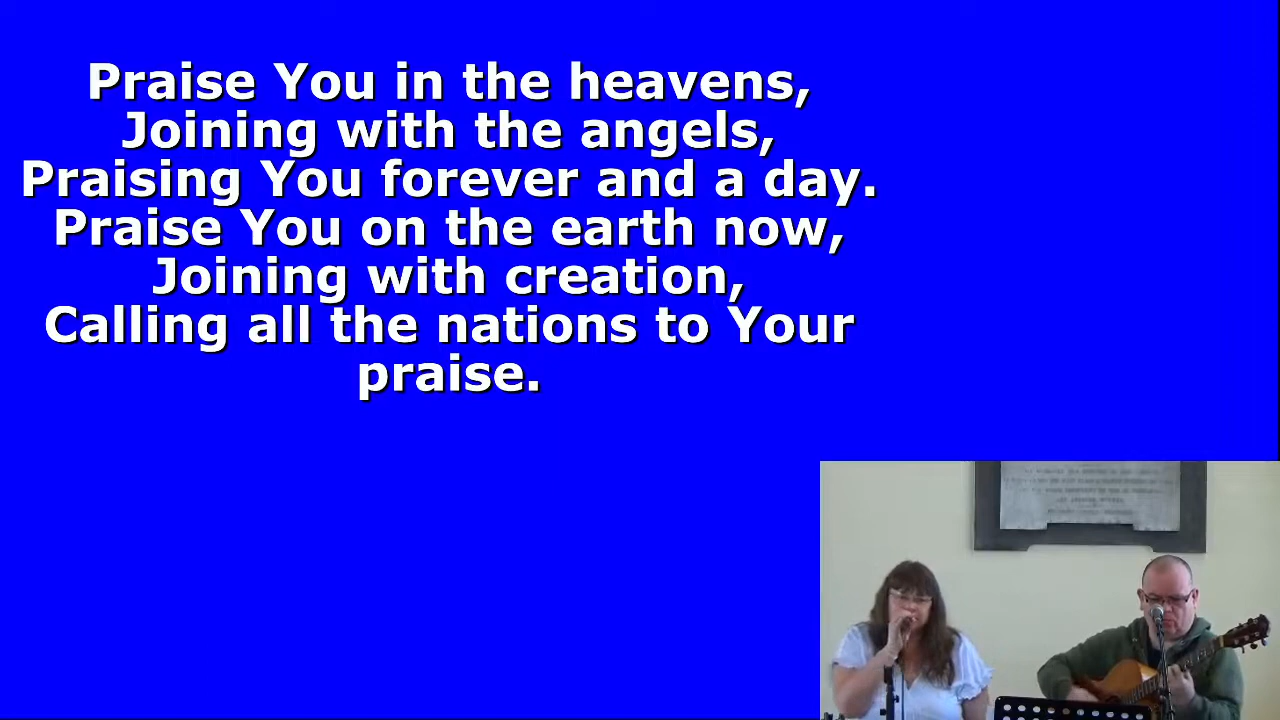 Praise You in the heavens,
Joining with the angels,
Praising You forever and a day.
Praise You on the earth now,
Joining with creation,
Calling all the nations to Your
praise.